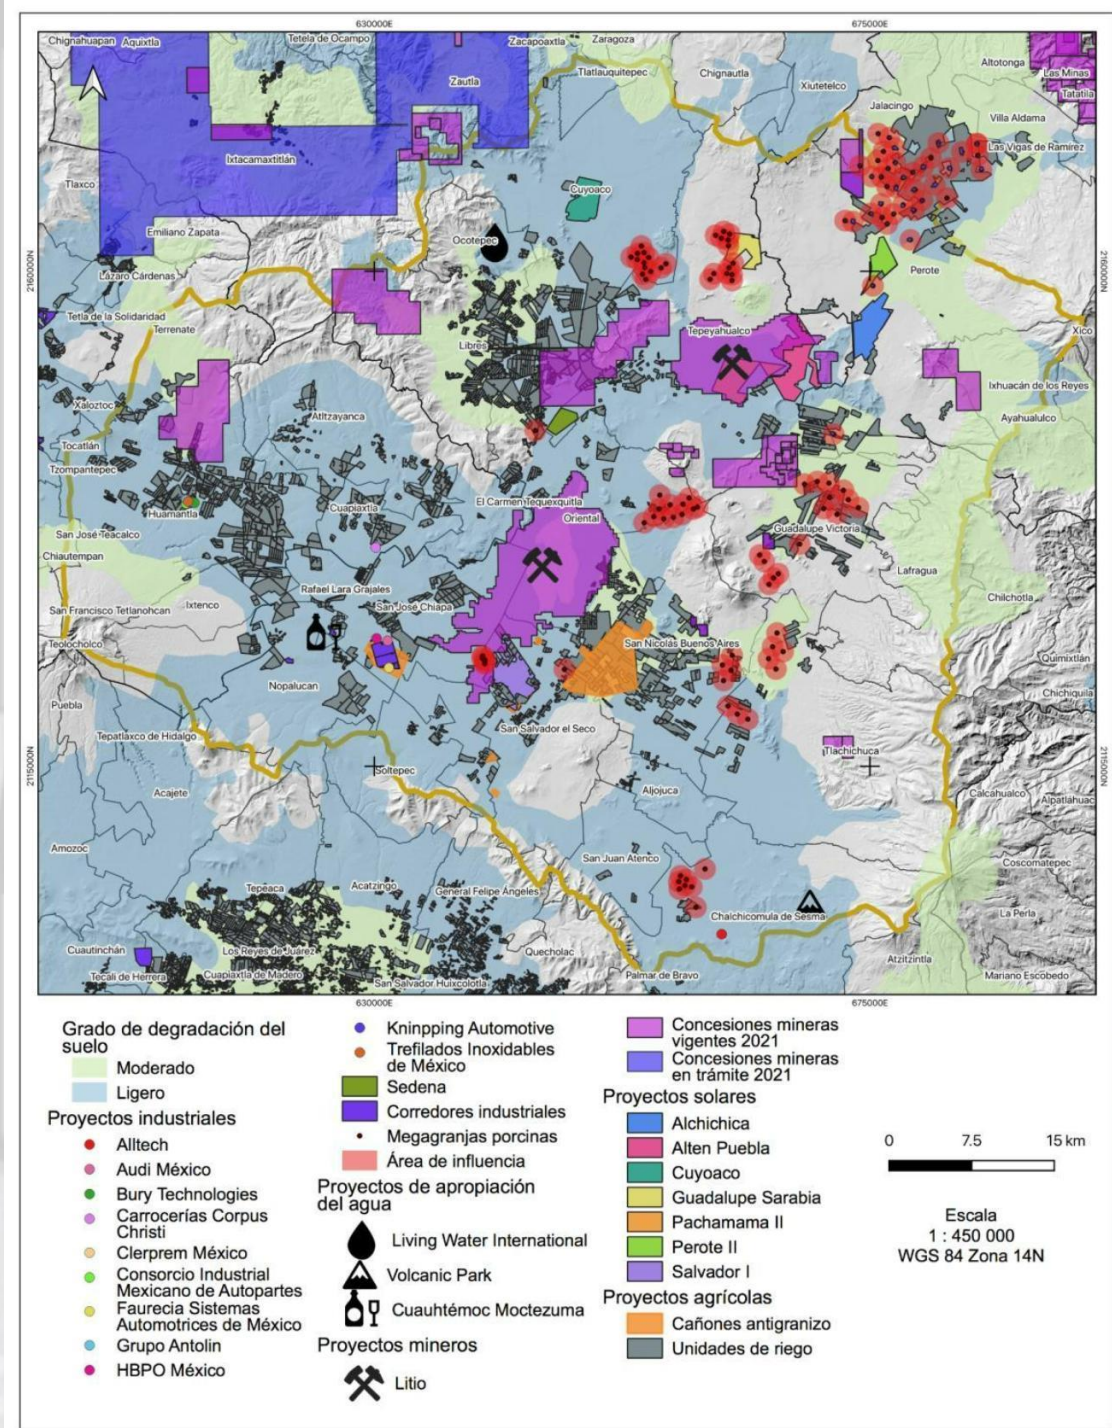 630000E
675000E
Chignahuapan
Aquixtla
Tetela de Ocampo
Zacapoaxtla
Zaragoza
Tlatlauquitepec
Chignautla
Xiutetelco
Altotonga
Las Minas
Tatatila
Zautla
Jalacingo
Villa Aldama
Las Vigas de Ramírez
Ixtacamaxtitlán
Tlaxco
Cuyoaco
Emiliano Zapata
Ocotepec
2160000N
Lázaro Cárdenas
Perote
2160000N
Tetla de la Solidaridad
Terrenate
Tepeyahualco
Xico
Libres
Ixhuacán de los Reyes
Xaloztoc
Atltzayanca
Ayahualulco
Tocatlán
Tzompantepec
El Carmen Tequexquitla
Huamantla
Cuapiaxtla
Oriental
Guadalupe Victoria
San José Teacalco
Chiautempan
Lafragua
Rafael Lara Grajales
Chilchotla
San Francisco Tetlanohcan
Ixtenco
San José Chiapa
Teolocholco
San Nicolás Buenos Aires
Quimixtlán
Nopalucan
Chichiquila
Puebla
San Salvador el Seco
Tepatlaxco de Hidalgo
Tlachichuca
2115000N
Soltepec
2115000N
Acajete
Aljojuca
Calcahualco
Alpatláhuac
Amozoc
San Juan Atenco
Coscomatepec
Tepeaca
Acatzingo
General Felipe Ángeles
Chalchicomula de Sesma
La Perla
Cuautinchán
Los Reyes de Juárez
Quecholac
Atzitzintla
Tecali de Herrera
Cuapiaxtla de Madero
San Salvador Huixcolotla
Palmar de Bravo
Mariano Escobedo
630000E
675000E
Grado de degradación del
suelo
Moderado
Ligero
Proyectos industriales
Alltech
Audi México
Bury Technologies
Carrocerías Corpus
Christi
Clerprem México
Consorcio Industrial
Mexicano de Autopartes
Faurecia Sistemas
Automotrices de México
Grupo Antolin
HBPO México
Kninpping Automotive
Trefilados Inoxidables
de México
Sedena
Corredores industriales
Megagranjas porcinas
Área de influencia
Proyectos de apropiación
del agua
Living Water International
Volcanic Park
Cuauhtémoc Moctezuma
Proyectos mineros
Litio
Concesiones mineras
vigentes 2021
Concesiones mineras
en trámite 2021
Proyectos solares
Alchichica
Alten Puebla
Cuyoaco
Guadalupe Sarabia
Pachamama II
Perote II
Salvador I
Proyectos agrícolas
Cañones antigranizo
Unidades de riego
0 7.5 15 km
Escala
1 : 450 000
WGS 84 Zona 14N